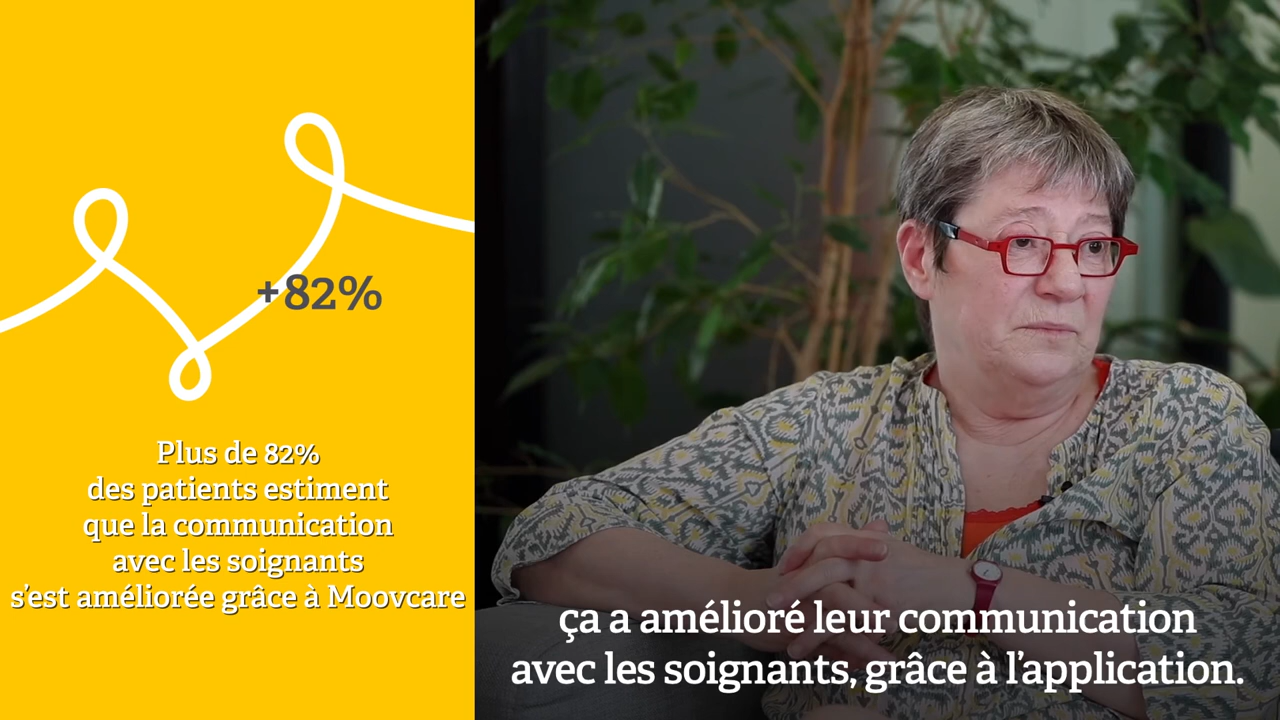 +82%
Plus de 82%
des patients estiment
que la communication
avec les soignants
s'est améliorée grâce à Moovcare
ça a amélioré leur communication
avec les soignants, grâce à l'application.